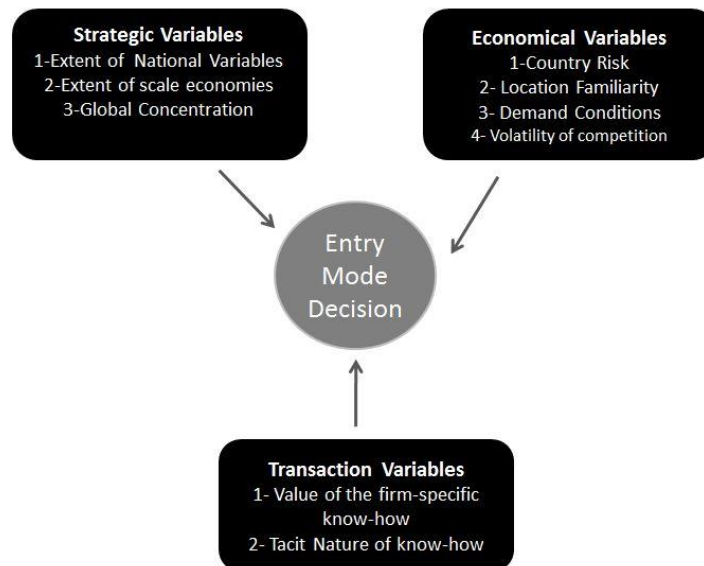 Strategic Variables
1-Extent of National Variables
2-Extent of scale economies
3-Global Concentration
Economical Variables
1-Country Risk
2- Location Familiarity
3- Demand Conditions
4- Volatility of competition
Entry
Mode
Decision
Transaction Variables
1- Value of the firm-specific
know-how
2- Tacit Nature of know-how